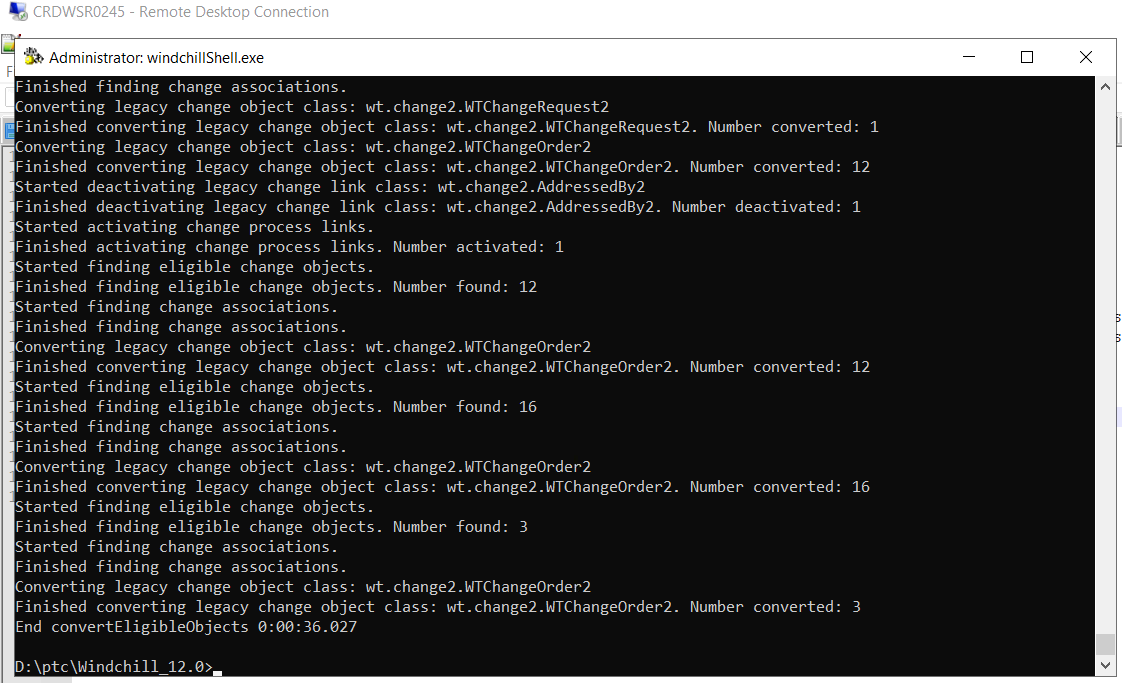 CRDWSR0245 - Remote Desktop Connection
Administrator: windchillShell.exe
F
Finished finding change associations.
Converting legacy change object class: wt.change2.WTChangeRequest2
Finished converting legacy change object class: wt.change2.WTChangeRequest2. Number converted: 1
Converting legacy change object class: wt.change2.WTChangeOrder2
Finished converting legacy change object class: wt.change2.WTChangeOrder2. Number converted: 12
Started deactivating legacy change link class: wt.change2.AddressedBy2
Finished deactivating legacy change link class: wt.change2.AddressedBy2. Number deactivated: 1
Started activating change process links.
Finished activating change process links. Number activated: 1
Started finding eligible change objects.
Finished finding eligible change objects. Number found: 12
Started finding change associations.
Finished finding change associations.
Converting legacy change object class: wt.change2.WTChangeOrder2
Finished converting legacy change object class: wt.change2.WTChangeOrder2. Number converted: 12
Started finding eligible change objects.
Finished finding eligible change objects. Number found: 16
Started finding change associations.
Finished finding change associations.
Converting legacy change object class: wt.change2.WTChangeOrder2
Finished converting legacy change object class: wt.change2.WTChangeOrder2. Number converted: 16
Started finding eligible change objects.
Finished finding eligible change objects. Number found: 3
Started finding change associations.
Finished finding change associations.
Converting legacy change object class: wt.change2.WTChangeOrder2
Finished converting legacy change object class: wt.change2.WTChangeOrder2. Number converted: 3
End convertEligibleObjects 0:00:36.027
D:\ptc\Windchill_12.0>